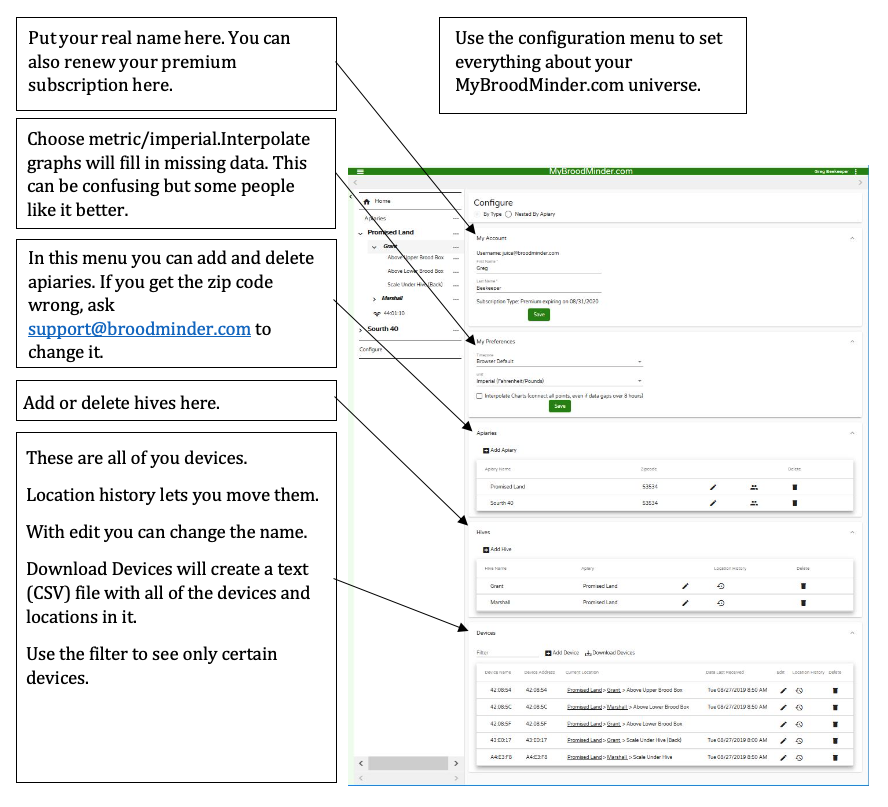 Put your real name here. You can
also renew your premium
subscription here.
Use the configuration menu to set
everything about your
MyBroodMinder.com universe.
Choose metric/imperial.Interpolate
graphs will fill in missing data. This
can be confusing but some people
like it better.
In this menu you can add and delete
apiaries. If you get the zip code
wrong, ask
support@broodminder.com to
change it.
Add or delete hives here.
These are all of you devices.
Location history lets you move them.
With edit you can change the name.
Download Devices will create a text
(CSV) file with all of the devices and
locations in it.
Use the filter to see only certain
devices.
MyBroodMinder.com
Greg Beekeeper
Home
Apiaries
Promised Land
Grant
Above Upper Brood Box
Above Lower Brood Box
Scale Under Hive (Back)
Marshall
44:01:10
Sourth 40
Configure
Configure
By Type Nested By Apiary
My Account
Username: juice@broodminder.com
First Name *
Greg
Last Name *
Beekeeper
Subscription Type: Premium expiring on 08/31/2020
Save
My Preferences
Timezone
Browser Default
Unit
Imperial (Fahrenheit/Pounds)
Interpolate Charts (connect all points, even if data gaps over 8 hours)
Save
Apiaries
Add Apiary
Apiary Name Zipcode Delete
Promised Land 53534
Sourth 40 53534
Hives
Add Hive
Hive Name Apiary Location History Delete
Grant Promised Land
Marshall Promised Land
Devices
Filter Add Device Download Devices
Device Name Device Address Current Location Date Last Received Edit Location History Delete
42:08:54 42:08:54 Promised Land > Grant > Above Upper Brood Box Tue 08/27/2019 8:50 AM
42:08:5C 42:08:5C Promised Land > Marshall > Above Lower Brood Box Tue 08/27/2019 8:50 AM
42:08:5F 42:08:5F Promised Land > Grant > Above Lower Brood Box
43:E0:17 43:E0:17 Promised Land > Grant > Scale Under Hive (Back) Tue 08/27/2019 8:00 AM
A4:E3:FB A4:E3:FB Promised Land > Marshall > Scale Under Hive Tue 08/27/2019 8:50 AM